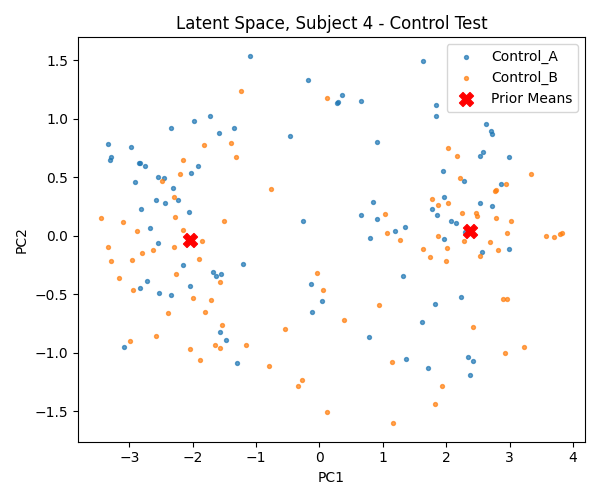 Latent Space, Subject 4 - Control Test
Control_A
Control_B
Prior Means
1.5
1.0
0.5
0.0
−0.5
−1.0
−1.5
PC2
−3 −2 −1 0 1 2 3 4
PC1